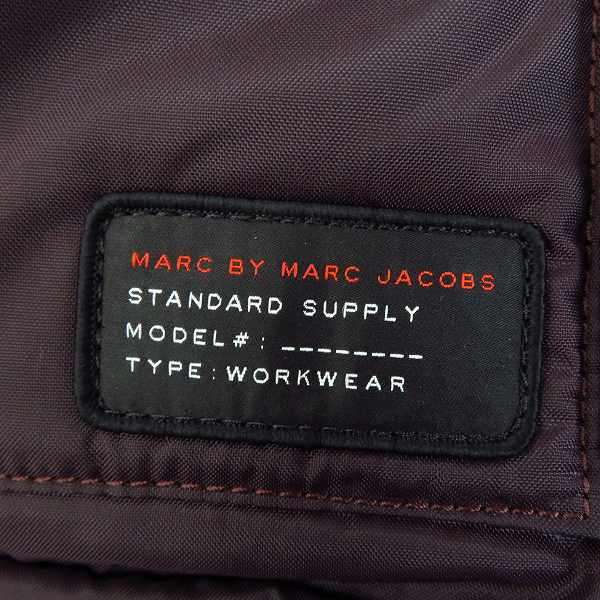 MARC BY MARC JACOBS
STANDARD SUPPLY
MODEL#: ________
TYPE: WORKWEAR